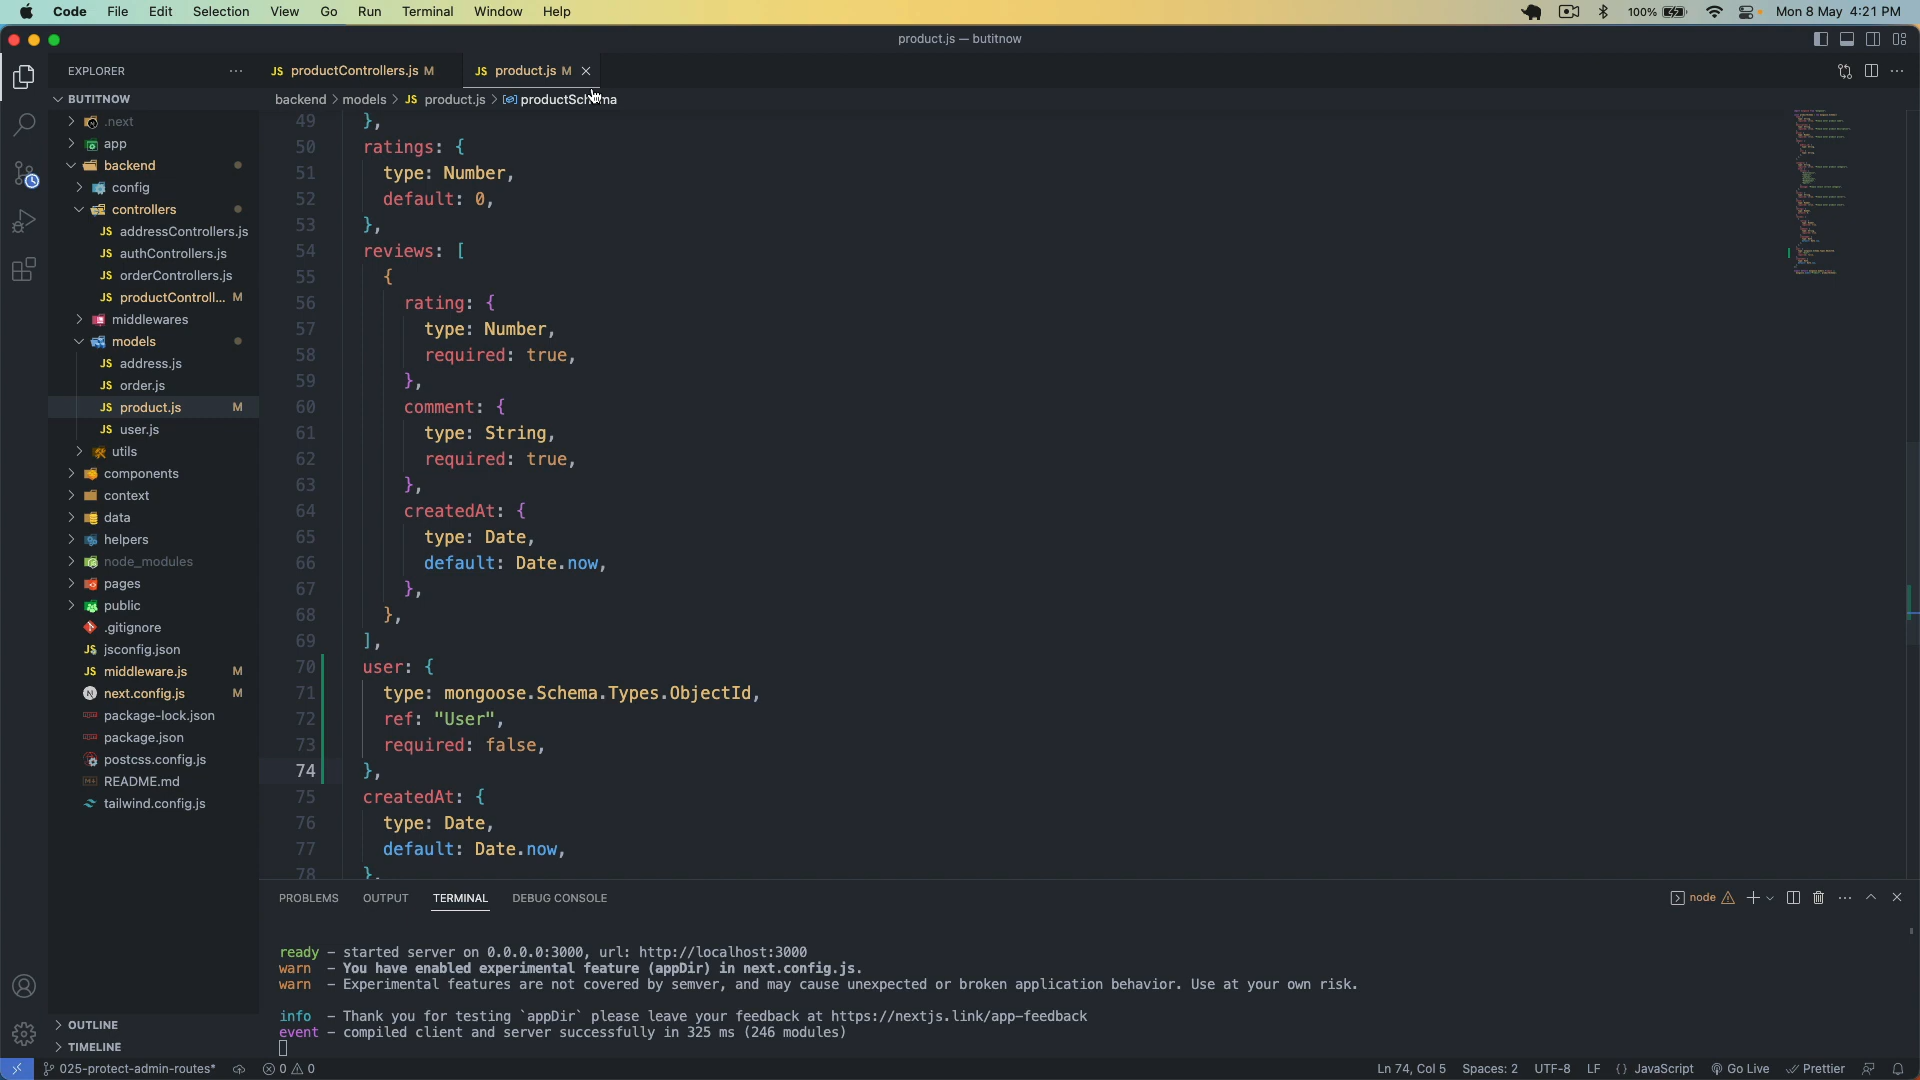 Code File Edit Selection View Go Run Terminal Window Help
100% Mon 8 May 4:21 PM
product.js — butitnow
EXPLORER
BUTITNOW
.next
app
backend
config
controllers
JS addressControllers.js
JS authControllers.js
JS orderControllers.js
JS productControll... M
middlewares
models
JS address.js
JS order.js
JS product.js M
JS user.js
utils
components
context
data
helpers
node_modules
pages
public
.gitignore
JS jsconfig.json
JS middleware.js M
next.config.js M
package-lock.json
package.json
postcss.config.js
README.md
tailwind.config.js
OUTLINE
TIMELINE
JS productControllers.js M
JS product.js M
backend > models > JS product.js > productSchema
49 },
50 ratings: {
51 type: Number,
52 default: 0,
53 },
54 reviews: [
55 {
56 rating: {
57 type: Number,
58 required: true,
59 },
60 comment: {
61 type: String,
62 required: true,
63 },
64 createdAt: {
65 type: Date,
66 default: Date.now,
67 },
68 },
69 ],
70 user: {
71 type: mongoose.Schema.Types.ObjectId,
72 ref: "User",
73 required: false,
74 },
75 createdAt: {
76 type: Date,
77 default: Date.now,
78 },
PROBLEMS OUTPUT TERMINAL DEBUG CONSOLE
node
ready - started server on 0.0.0.0:3000, url: http://localhost:3000
warn - You have enabled experimental feature (appDir) in next.config.js.
warn - Experimental features are not covered by semver, and may cause unexpected or broken application behavior. Use at your own risk.
info - Thank you for testing `appDir` please leave your feedback at https://nextjs.link/app-feedback
event - compiled client and server successfully in 325 ms (246 modules)
025-protect-admin-routes* 0 0 Ln 74, Col 5 Spaces: 2 UTF-8 LF {} JavaScript Go Live Prettier